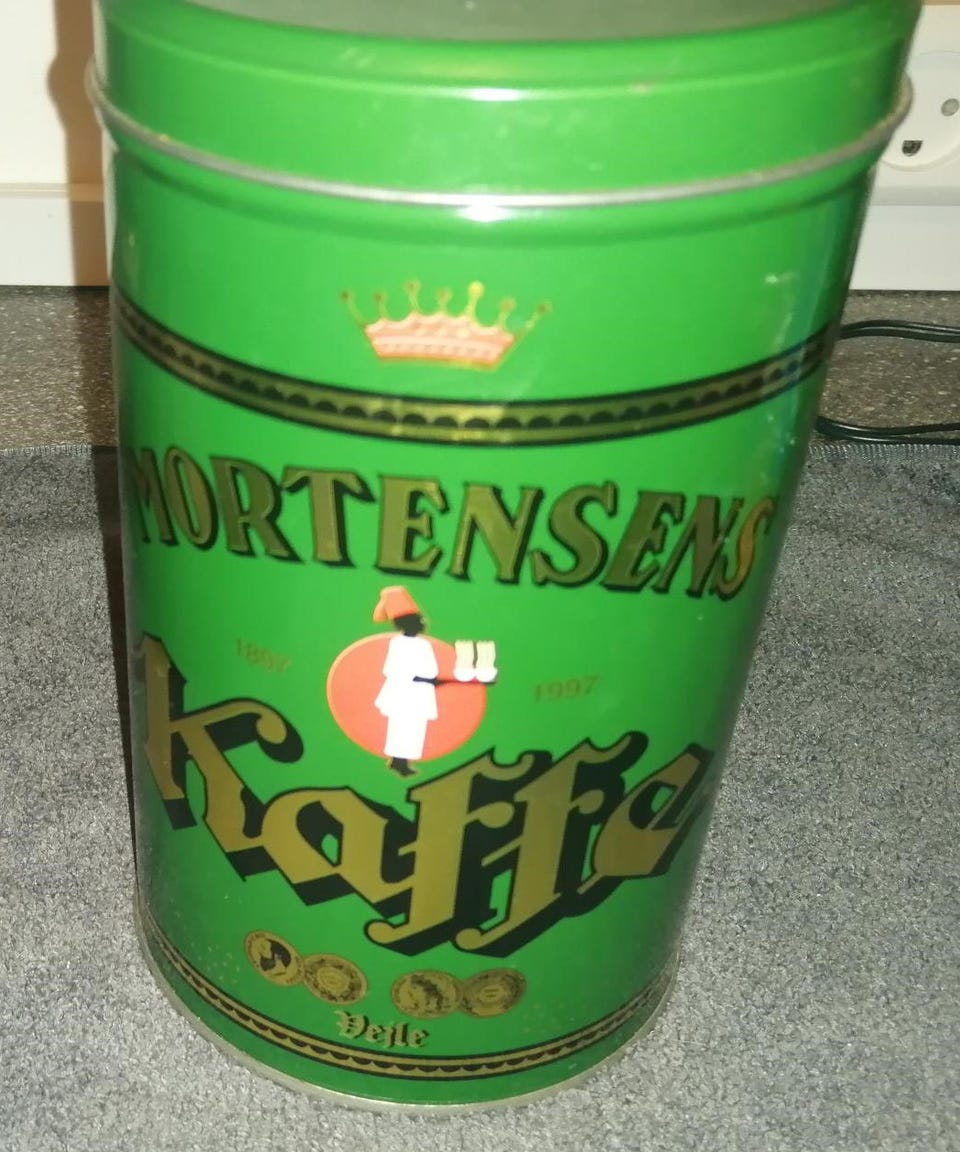 MORTENSENS
1897 1997
Kaffe
Vejle